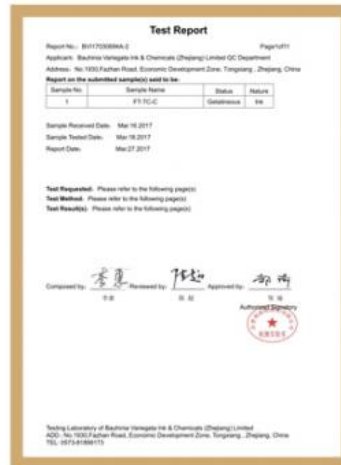 Test Report
Report No.: BVI1703069AA-2 Page1of11
Applicant: Bauhinia Variegata Ink & Chemicals (Zhejiang) Limited QC Department
Address: No.1930,Fazhan Road, Economic Development Zone, Tongxiang , Zhejiang, China
Report on the submitted sample(s) said to be:
Sample No. Sample Name Status Nature
1 FT-TC-C Gelatineous Ink
Sample Received Date: Mar.16.2017
Sample Tested Date: Mar.18.2017
Report Date: Mar.27.2017
Test Requested: Please refer to the following page(s)
Test Method: Please refer to the following page(s)
Test Result(s): Please refer to the following page(s)
Composed by: Reviewed by: Approved by:
Authorized Signatory
Testing Laboratory of Bauhinia Variegata Ink & Chemicals (Zhejiang) Limited
ADD: No.1930,Fazhan Road, Economic Development Zone, Tongxiang , Zhejiang, China
TEL: 0573-81899173